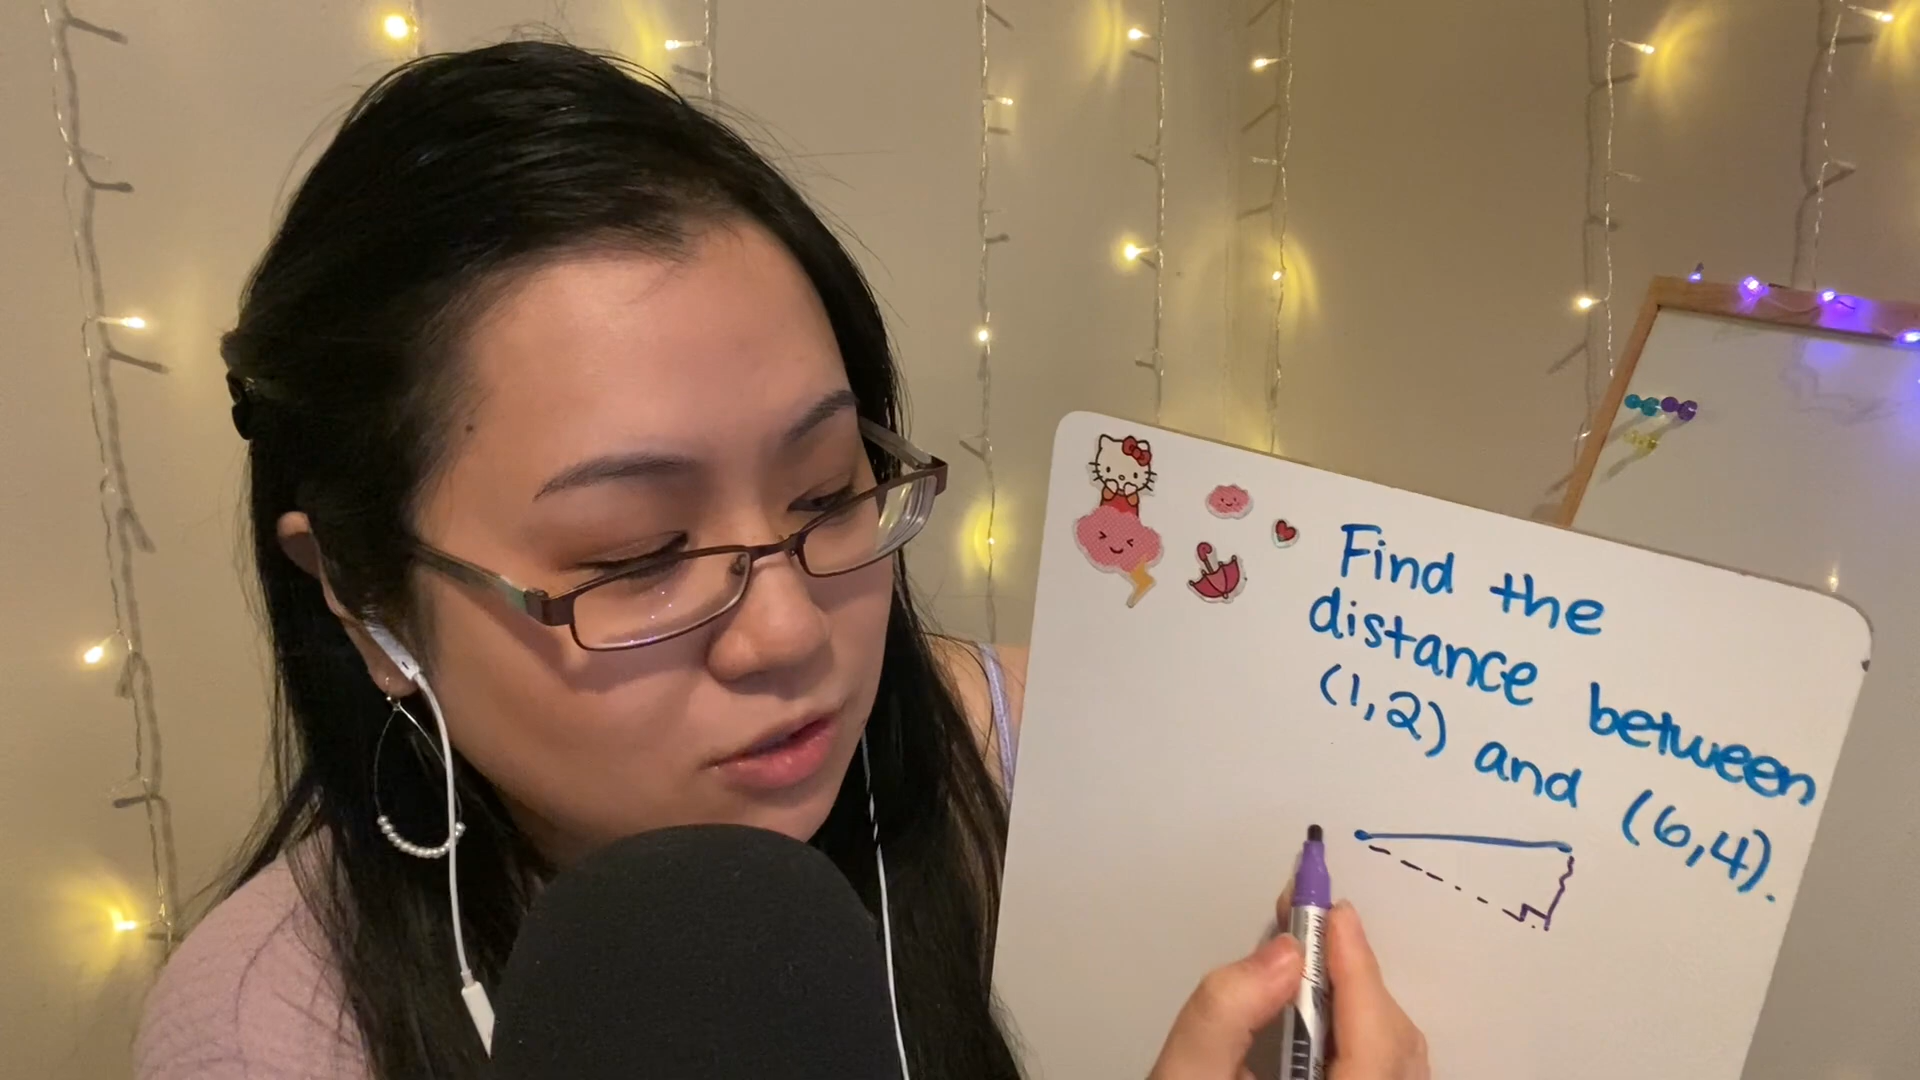 Find the
distance between
(1,2) and (6,4).